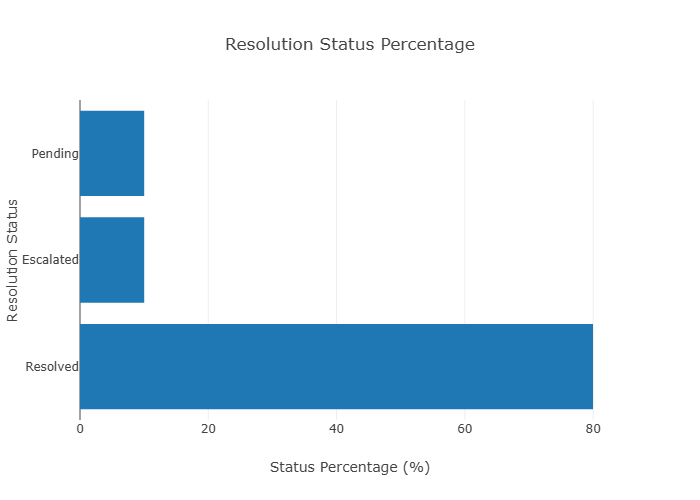 Resolution Status Percentage
Resolution Status
Pending
Escalated
Resolved
0 20 40 60 80
Status Percentage (%)